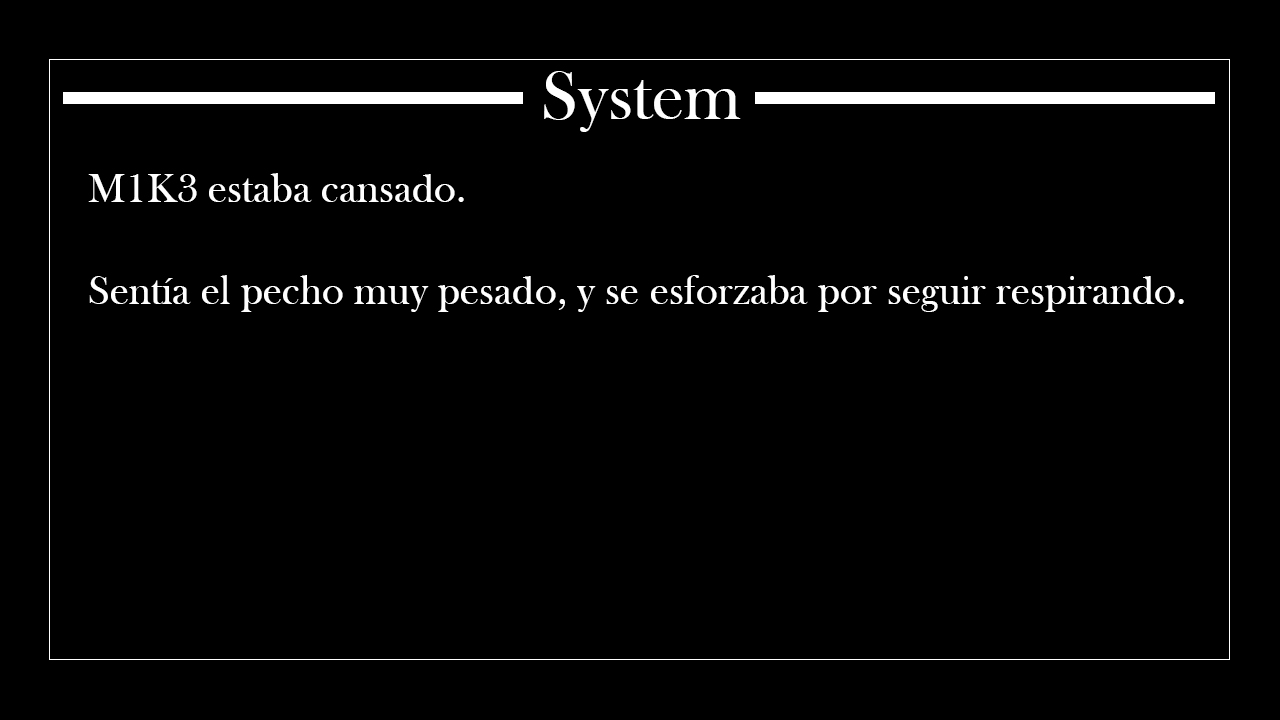 System
M1K3 estaba cansado.
Sentía el pecho muy pesado, y se esforzaba por seguir respirando.